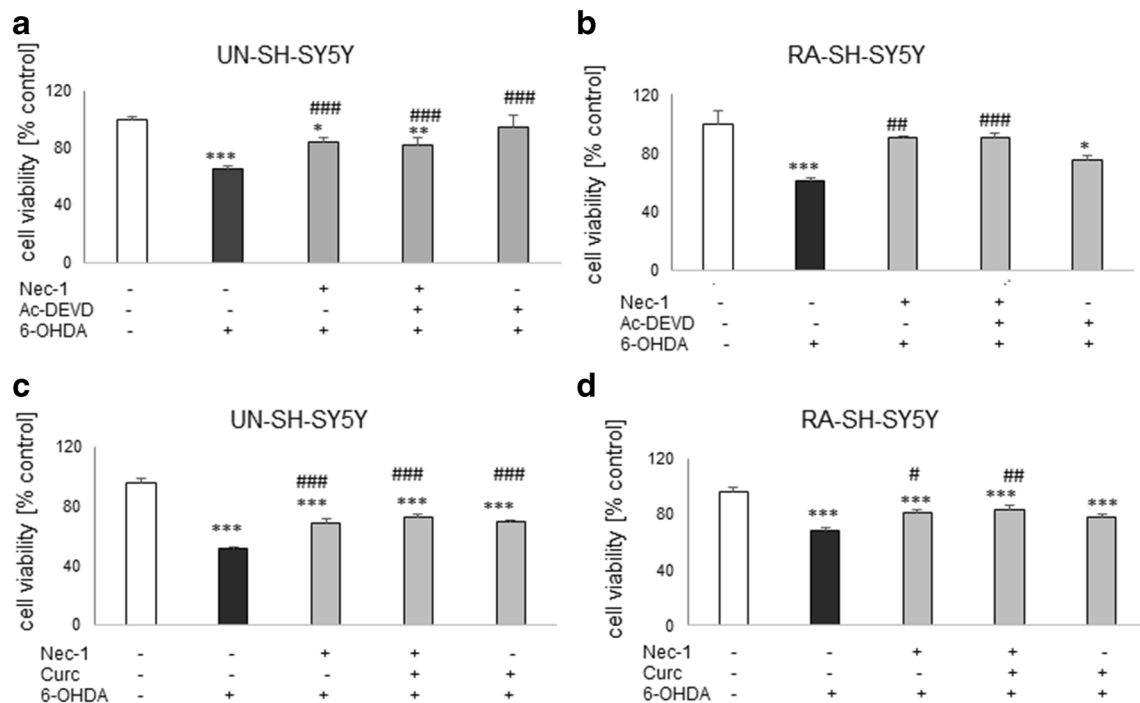 a
UN-SH-SY5Y
cell viability [% control]
120
80
40
0
***
###
*
###
**
###
Nec-1 - - + + -
Ac-DEVD - - - + +
6-OHDA - + + + +
b
RA-SH-SY5Y
cell viability [% control]
120
80
40
0
***
##
###
*
Nec-1 - + + -
Ac-DEVD - - - + +
6-OHDA - + + + +
c
UN-SH-SY5Y
cell viability [% control]
120
80
40
0
***
###
***
###
***
###
***
Nec-1 - - + + -
Curc - - - + +
6-OHDA - + + + +
d
RA-SH-SY5Y
cell viability [% control]
120
80
40
0
***
#
***
##
***
***
Nec-1 - - + + -
Curc - - - + +
6-OHDA - + + + +